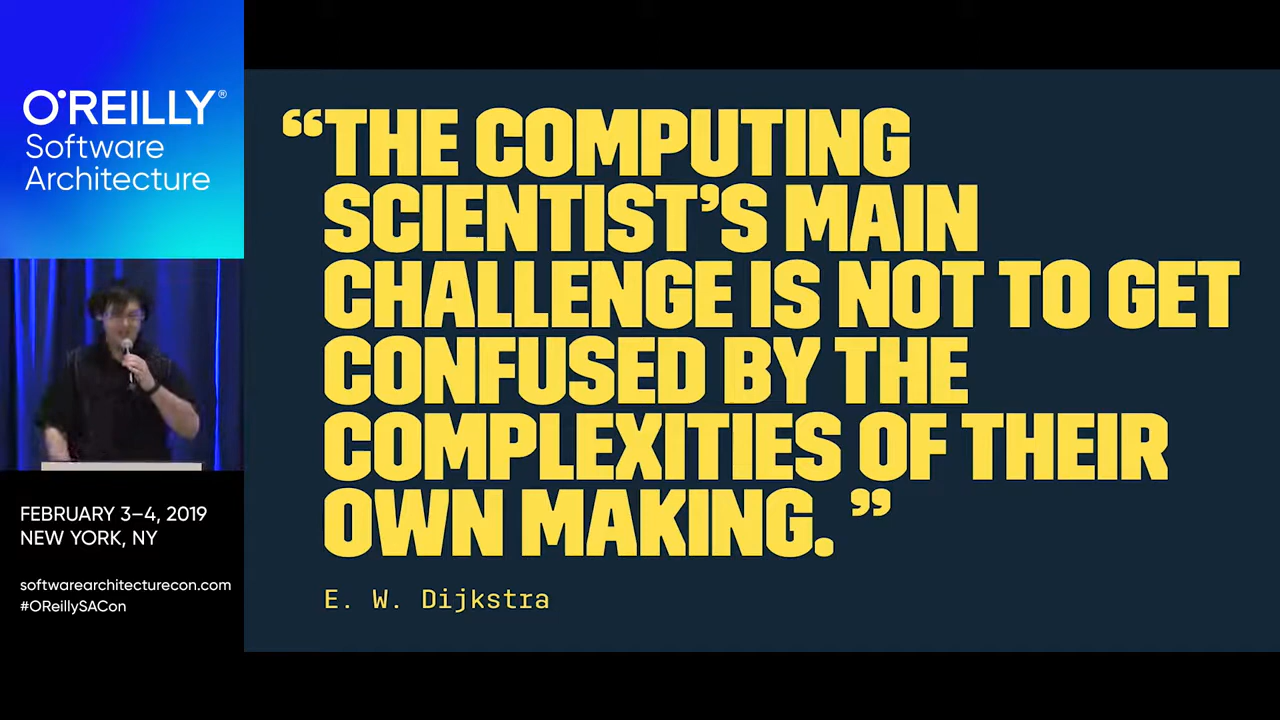 O'REILLY®
Software
Architecture
FEBRUARY 3–4, 2019
NEW YORK, NY
softwarearchitecturecon.com
#OReillySACon
“THE COMPUTING
SCIENTIST’S MAIN
CHALLENGE IS NOT TO GET
CONFUSED BY THE
COMPLEXITIES OF THEIR
OWN MAKING. ”
E. W. Dijkstra